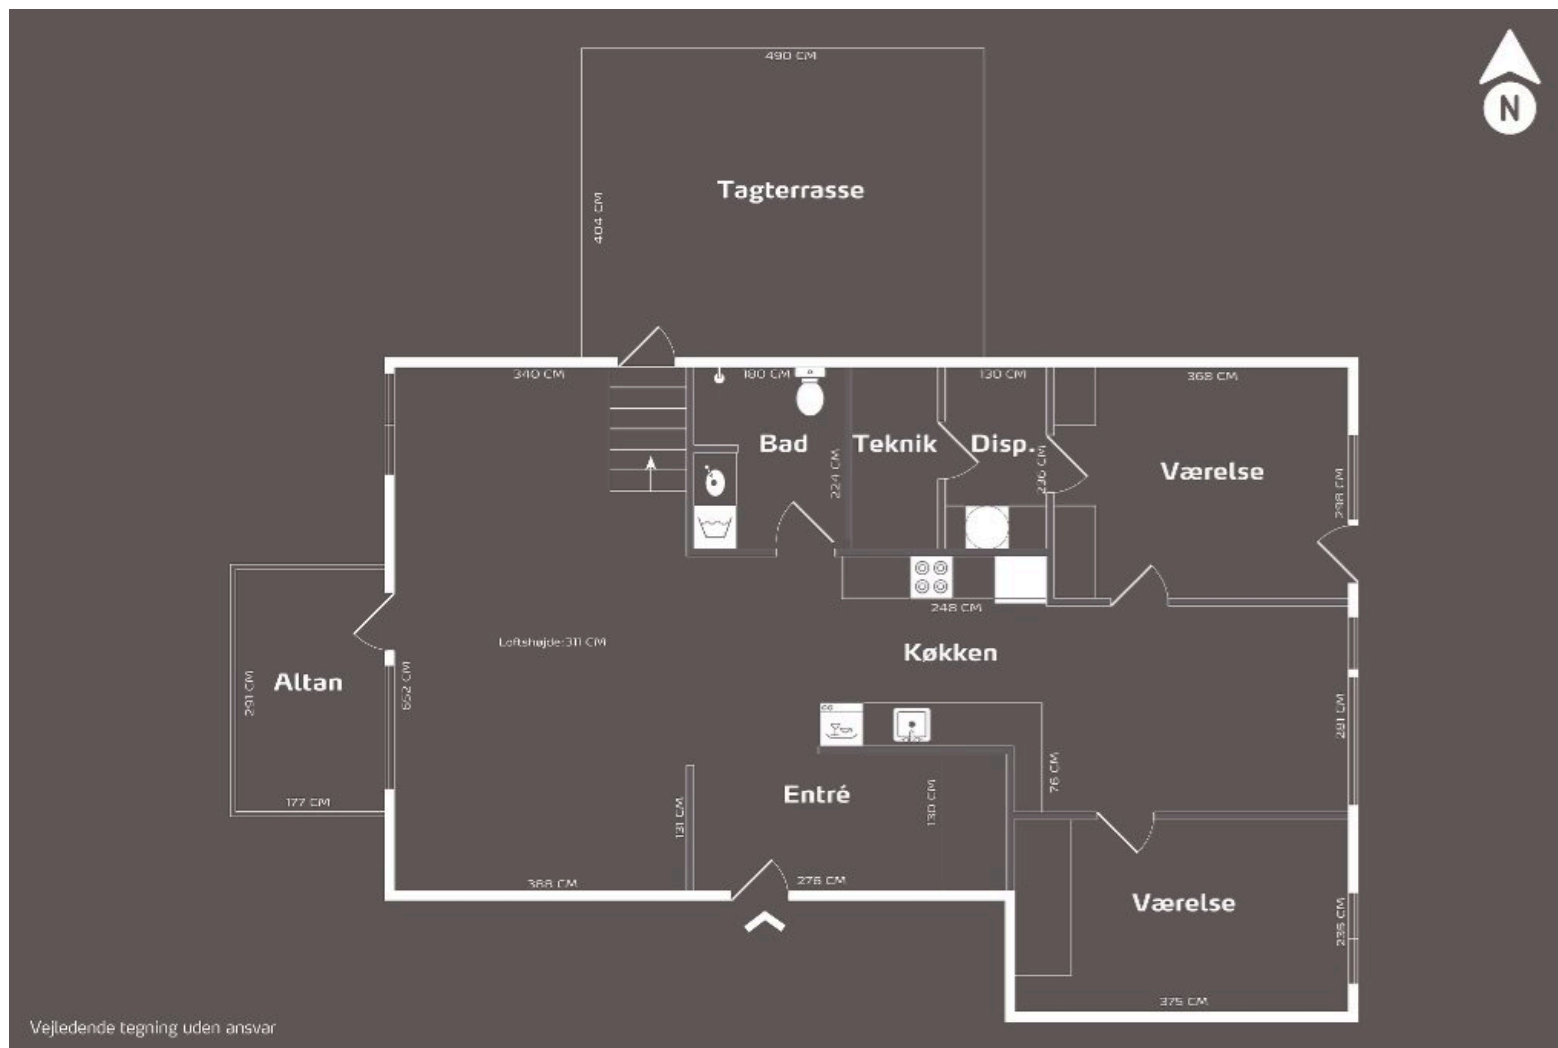 490 CM
N
Tagterrasse
404 CM
340 CM
180 CM
130 CM
368 CM
Bad
Teknik
Disp.
Værelse
224 CM
236 CM
298 CM
248 CM
Loftshøjde:311 CM
Køkken
Altan
291 CM
652 CM
291 CM
76 CM
Entré
177 CM
131 CM
130 CM
388 CM
276 CM
Værelse
236 CM
375 CM
Vejledende tegning uden ansvar